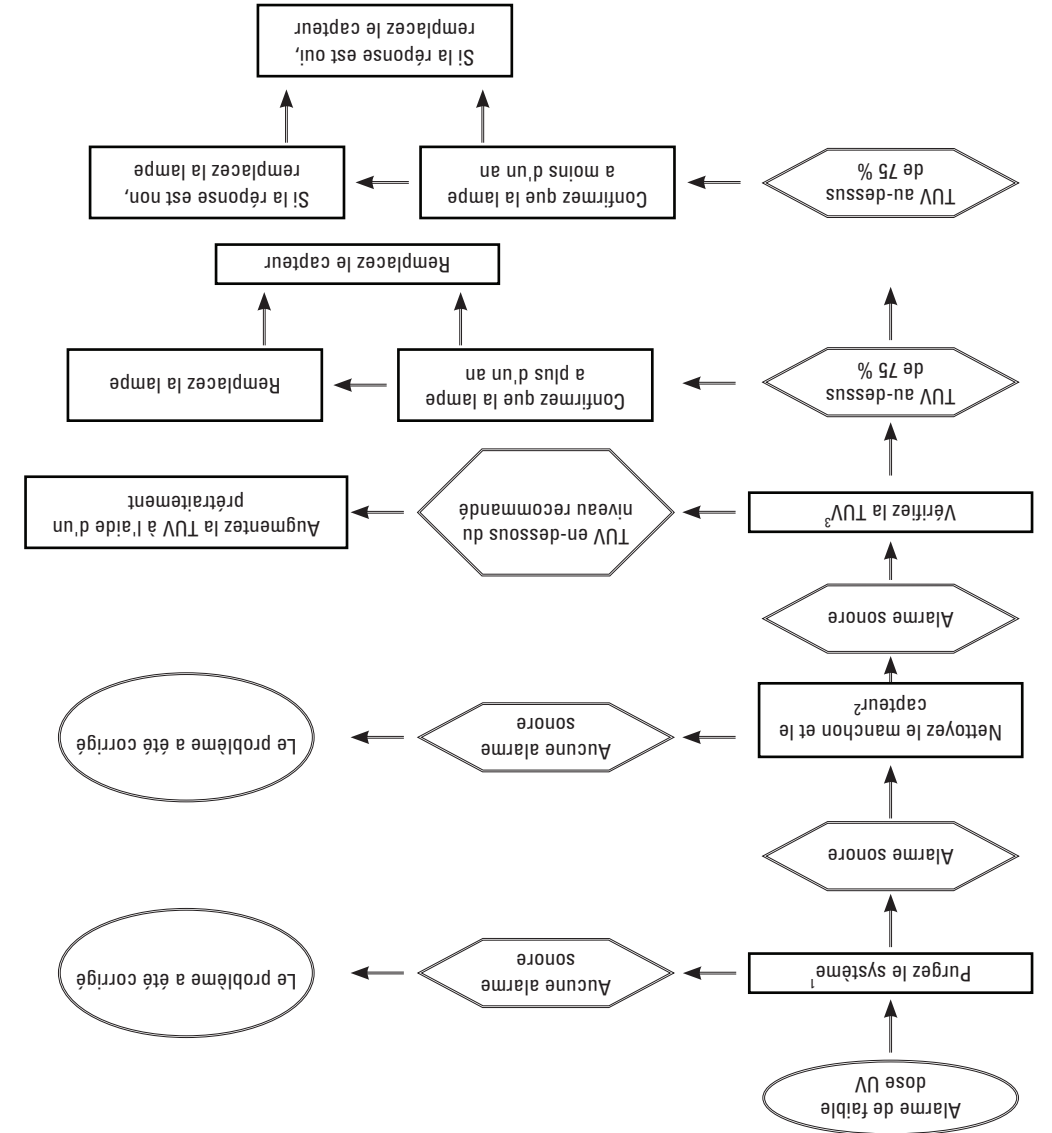 Alarme de faible
dose UV
Purgez le système¹
Aucune alarme
sonore
Le problème a été corrigé
Alarme sonore
Nettoyez le manchon et le
capteur²
Aucune alarme
sonore
Le problème a été corrigé
Alarme sonore
Vérifiez la TUV³
TUV en-dessous du
niveau recommandé
Augmentez la TUV à l'aide d'un
prétraitement
TUV au-dessus
de 75 %
Confirmez que la lampe
a plus d'un an
Remplacez la lampe
Remplacez le capteur
TUV au-dessus
de 75 %
Confirmez que la lampe
a moins d'un an
Si la réponse est non,
remplacez la lampe
Si la réponse est oui,
remplacez le capteur